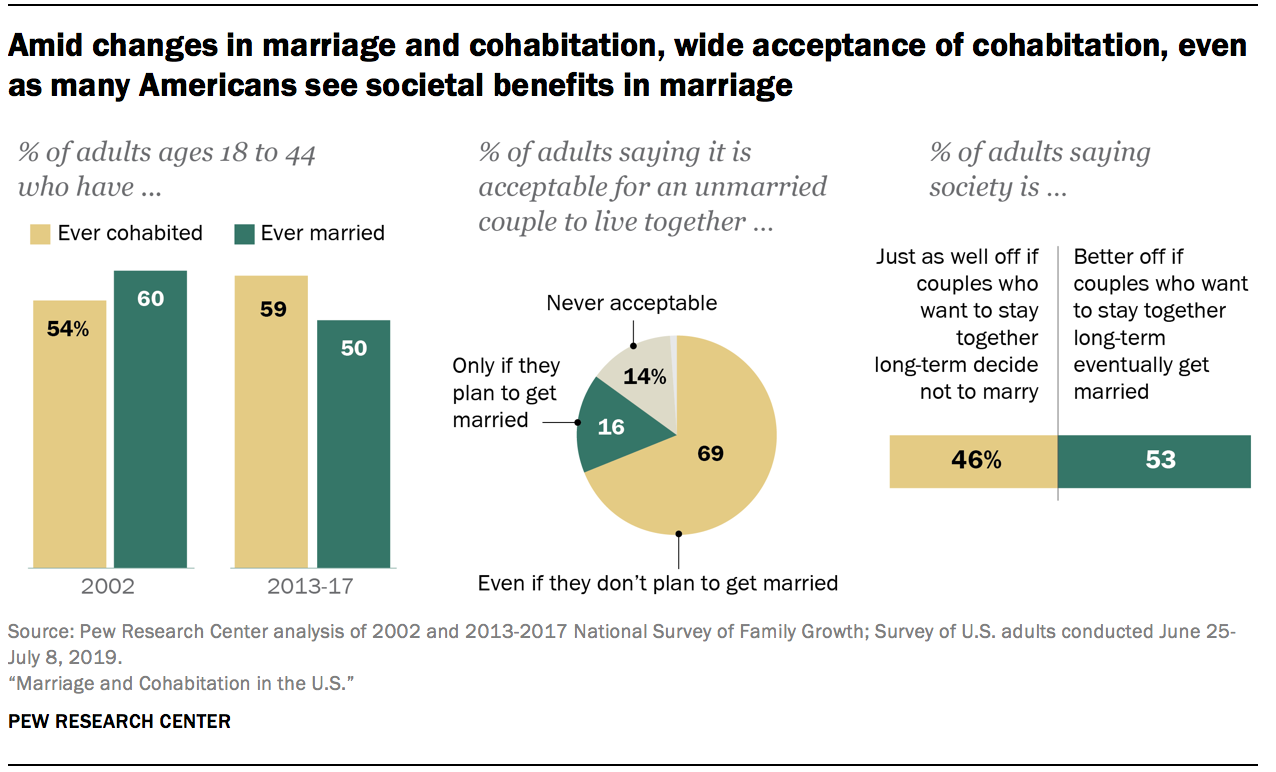 Amid changes in marriage and cohabitation, wide acceptance of cohabitation, even
as many Americans see societal benefits in marriage
% of adults ages 18 to 44
who have ...
Ever cohabited
Ever married
54%
60
59
50
2002
2013-17
% of adults saying it is
acceptable for an unmarried
couple to live together ...
Never acceptable
Only if they
plan to get
married
14%
16
69
Even if they don’t plan to get married
% of adults saying
society is ...
Just as well off if
couples who
want to stay
together
long-term decide
not to marry
Better off if
couples who want
to stay together
long-term
eventually get
married
46%
53
Source: Pew Research Center analysis of 2002 and 2013-2017 National Survey of Family Growth; Survey of U.S. adults conducted June 25-
July 8, 2019.
“Marriage and Cohabitation in the U.S.”
PEW RESEARCH CENTER